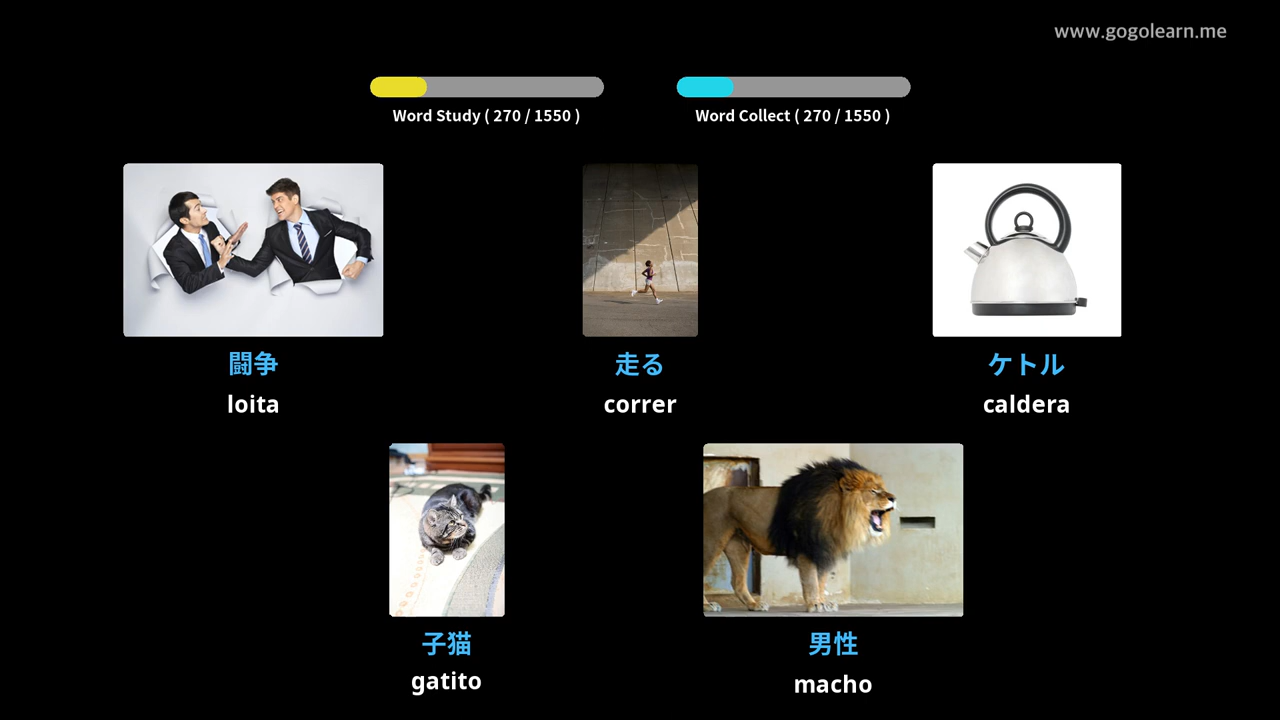 www.gogolearn.me
Word Study ( 270 / 1550 )
Word Collect ( 270 / 1550 )
闘争
loita
走る
correr
ケトル
caldera
子猫
gatito
男性
macho